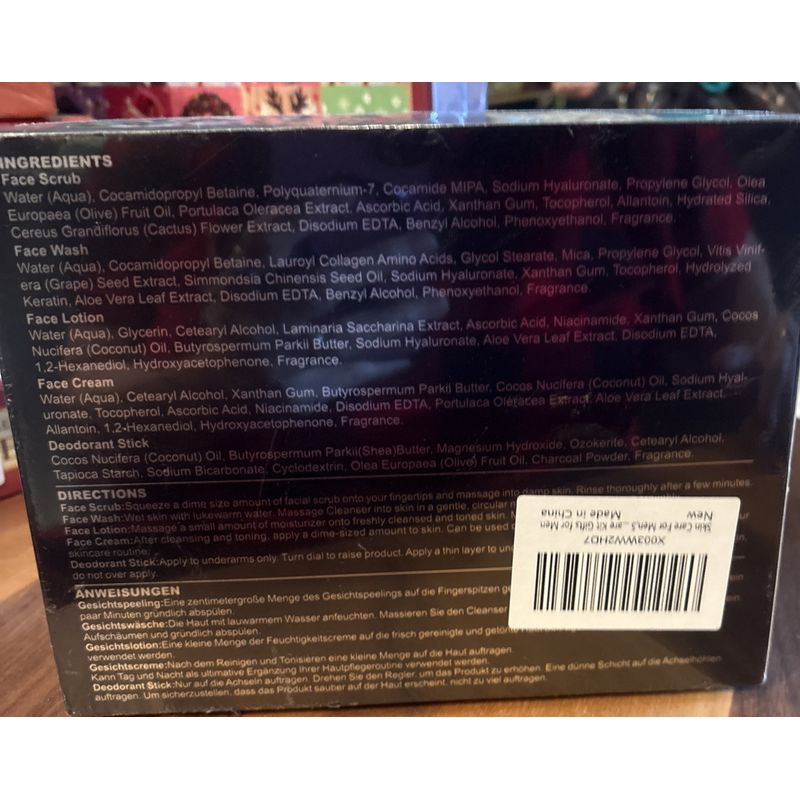 INGREDIENTS
Face Scrub
Water (Aqua), Cocamidopropyl Betaine, Polyquaternium-7, Cocamide MIPA, Sodium Hyaluronate, Propylene Glycol, Olea
Europaea (Olive) Fruit Oil, Portulaca Oleracea Extract, Ascorbic Acid, Xanthan Gum, Tocopherol, Allantoin, Hydrated Silica,
Cereus Grandiflorus (Cactus) Flower Extract, Disodium EDTA, Benzyl Alcohol, Phenoxyethanol, Fragrance.
Face Wash
Water (Aqua), Cocamidopropyl Betaine, Lauroyl Collagen Amino Acids, Glycol Stearate, Mica, Propylene Glycol, Vitis Vinif-
era (Grape) Seed Extract, Simmondsia Chinensis Seed Oil, Sodium Hyaluronate, Xanthan Gum, Tocopherol, Hydrolyzed
Keratin, Aloe Vera Leaf Extract, Disodium EDTA, Benzyl Alcohol, Phenoxyethanol, Fragrance.
Face Lotion
Water (Aqua), Glycerin, Cetearyl Alcohol, Laminaria Saccharina Extract, Ascorbic Acid, Niacinamide, Xanthan Gum, Cocos
Nucifera (Coconut) Oil, Butyrospermum Parkii Butter, Sodium Hyaluronate, Aloe Vera Leaf Extract, Disodium EDTA,
1,2-Hexanediol, Hydroxyacetophenone, Fragrance.
Face Cream
Water (Aqua), Cetearyl Alcohol, Xanthan Gum, Butyrospermum Parkii Butter, Cocos Nucifera (Coconut) Oil, Sodium Hyal-
uronate, Tocopherol, Ascorbic Acid, Niacinamide, Disodium EDTA, Portulaca Oleracea Extract, Aloe Vera Leaf Extract,
Allantoin, 1,2-Hexanediol, Hydroxyacetophenone, Fragrance.
Deodorant Stick
Cocos Nucifera (Coconut) Oil, Butyrospermum Parkii(Shea)Butter, Magnesium Hydroxide, Ozokerite, Cetearyl Alcohol,
Tapioca Starch, Sodium Bicarbonate, Cyclodextrin, Olea Europaea (Olive) Fruit Oil, Charcoal Powder, Fragrance
DIRECTIONS
Face Scrub:Squeeze a dime size amount of facial scrub onto your fingertips and massage into damp skin. Rinse thoroughly after a few minutes.
Face Wash:Wet skin with lukewarm water. Massage Cleanser into skin in a gentle, circular
Face Lotion:Massage a small amount of moisturizer onto freshly cleansed and toned skin.
Face Cream:After cleansing and toning, apply a dime-sized amount to skin. Can be used
skincare routine.
Deodorant Stick:Apply to underarms only. Turn dial to raise product. Apply a thin layer to
do not over apply.
ANWEISUNGEN
Gesichtspeeling:Eine zentimetergroße Menge des Gesichtspeelings auf die Fingerspitzen
paar Minuten gründlich abspülen.
Gesichtswäsche:Die Haut mit lauwarmem Wasser anfeuchten. Massieren Sie den Cleanser
Aufschäumen und gründlich abspülen.
Gesichtslotion:Eine kleine Menge der Feuchtigkeitscreme auf die frisch gereinigte und
verwendet werden.
Gesichtscreme:Nach dem Reinigen und Tonisieren eine kleine Menge auf die Haut auftragen.
Kann Tag und Nacht als ultimative Ergänzung Ihrer Hautpflegeroutine verwendet werden.
Deodorant Stick:Nur auf die Achseln auftragen. Drehen Sie den Regler, um das Produkt zu erhöhen. Eine dünne Schicht auf die Achselhöhlen
auftragen. Um sicherzustellen, dass das Produkt sauber auf der Haut erscheint, nicht zu viel auftragen.
X003WW2HD7
Skin Care For Men,5...are Kit Gifts for Men
New
Made in China